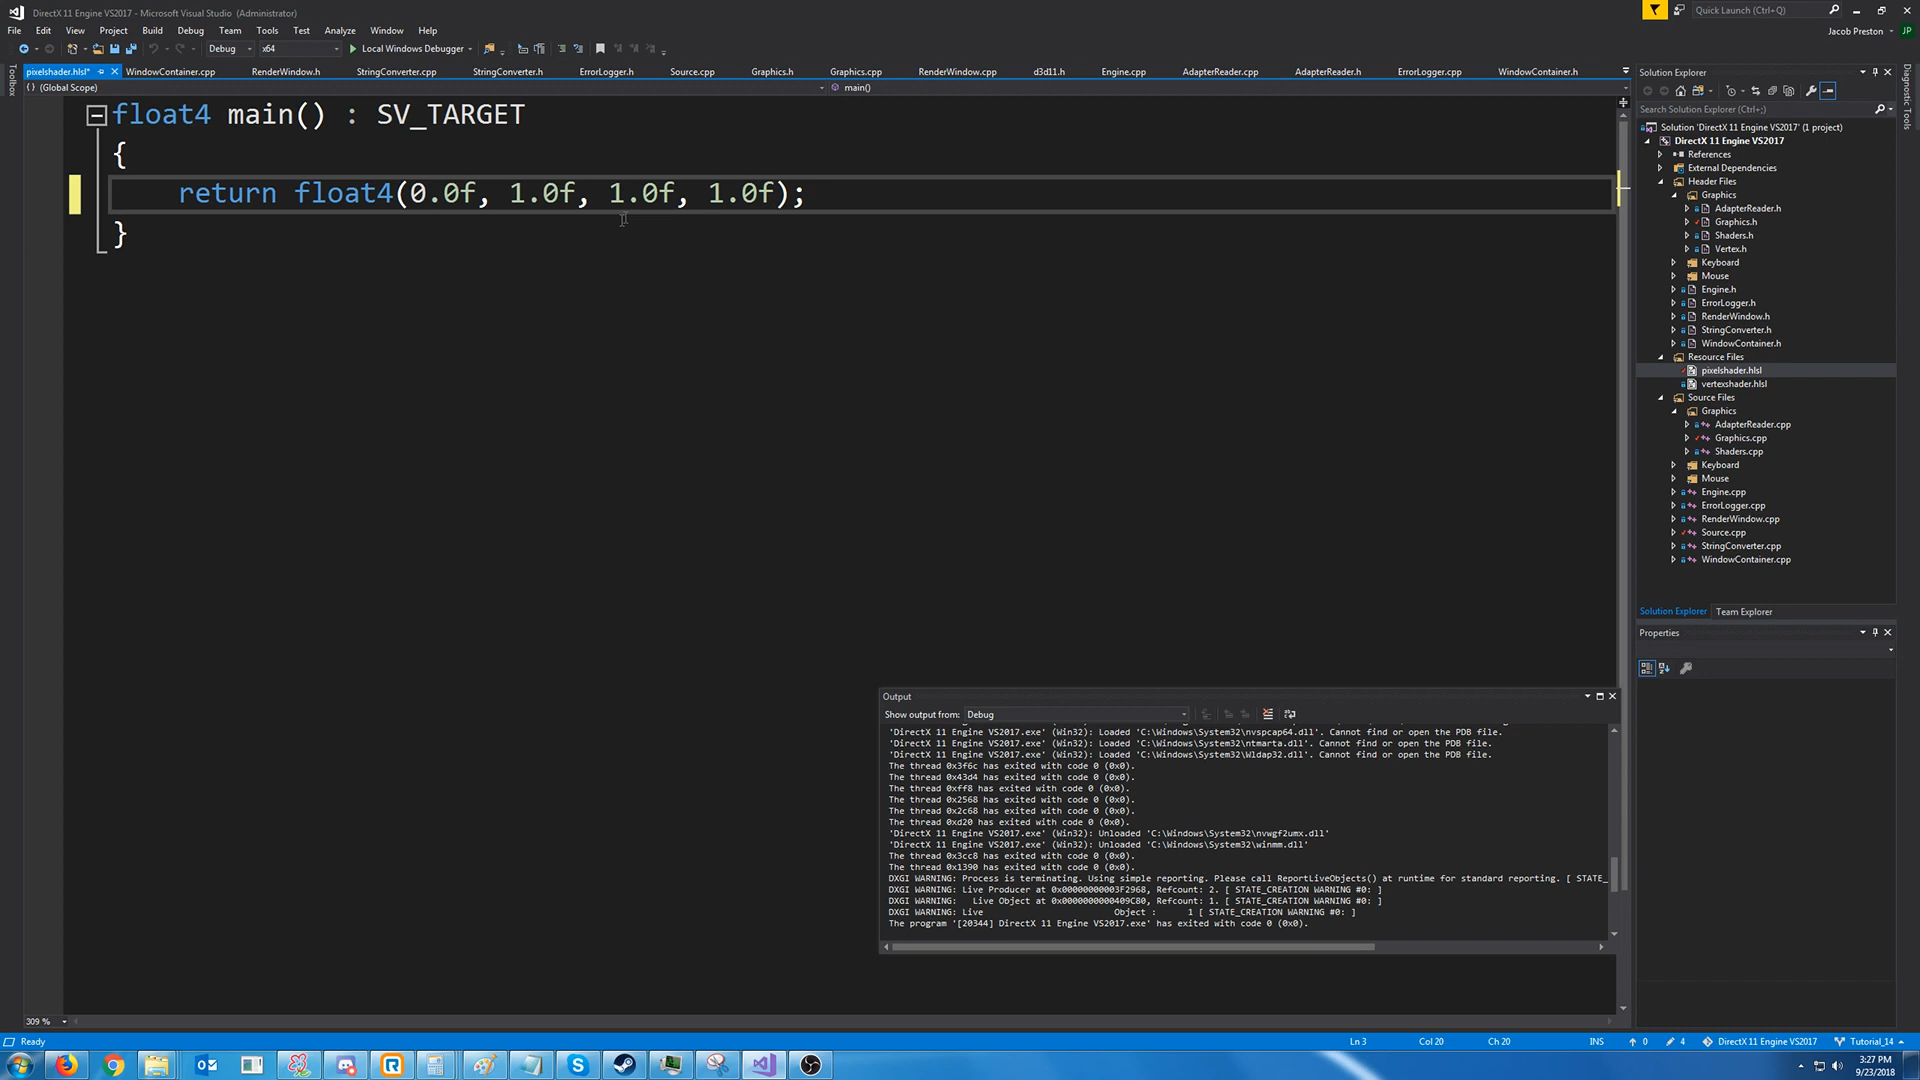 DirectX 11 Engine VS2017 - Microsoft Visual Studio (Administrator)
Quick Launch (Ctrl+Q)
File Edit View Project Build Debug Team Tools Test Analyze Window Help
Jacob Preston JP
Debug x64 Local Windows Debugger
pixelshader.hlsl* WindowContainer.cpp RenderWindow.h StringConverter.cpp StringConverter.h ErrorLogger.h Source.cpp Graphics.h Graphics.cpp RenderWindow.cpp d3d11.h Engine.cpp AdapterReader.cpp AdapterReader.h ErrorLogger.cpp WindowContainer.h
(Global Scope) main()
float4 main() : SV_TARGET
{
return float4(0.0f, 1.0f, 1.0f, 1.0f);
}
Toolbox
Diagnostic Tools
Solution Explorer
Search Solution Explorer (Ctrl+;)
Solution 'DirectX 11 Engine VS2017' (1 project)
DirectX 11 Engine VS2017
References
External Dependencies
Header Files
Graphics
AdapterReader.h
Graphics.h
Shaders.h
Vertex.h
Keyboard
Mouse
Engine.h
ErrorLogger.h
RenderWindow.h
StringConverter.h
WindowContainer.h
Resource Files
pixelshader.hlsl
vertexshader.hlsl
Source Files
Graphics
AdapterReader.cpp
Graphics.cpp
Shaders.cpp
Keyboard
Mouse
Engine.cpp
ErrorLogger.cpp
RenderWindow.cpp
Source.cpp
StringConverter.cpp
WindowContainer.cpp
Solution Explorer Team Explorer
Properties
Output
Show output from: Debug
'DirectX 11 Engine VS2017.exe' (Win32): Loaded 'C:\Windows\System32\nvspcap64.dll'. Cannot find or open the PDB file.
'DirectX 11 Engine VS2017.exe' (Win32): Loaded 'C:\Windows\System32\ntmarta.dll'. Cannot find or open the PDB file.
'DirectX 11 Engine VS2017.exe' (Win32): Loaded 'C:\Windows\System32\Wldap32.dll'. Cannot find or open the PDB file.
The thread 0x3f6c has exited with code 0 (0x0).
The thread 0x43d4 has exited with code 0 (0x0).
The thread 0xff8 has exited with code 0 (0x0).
The thread 0x2568 has exited with code 0 (0x0).
The thread 0x2c68 has exited with code 0 (0x0).
The thread 0xd20 has exited with code 0 (0x0).
'DirectX 11 Engine VS2017.exe' (Win32): Unloaded 'C:\Windows\System32\nvwgf2umx.dll'
'DirectX 11 Engine VS2017.exe' (Win32): Unloaded 'C:\Windows\System32\winmm.dll'
The thread 0x3cc8 has exited with code 0 (0x0).
The thread 0x1390 has exited with code 0 (0x0).
DXGI WARNING: Process is terminating. Using simple reporting. Please call ReportLiveObjects() at runtime for standard reporting. [ STATE_
DXGI WARNING: Live Producer at 0x00000000003F2968, Refcount: 2. [ STATE_CREATION WARNING #0: ]
DXGI WARNING: Live Object at 0x0000000000409C80, Refcount: 1. [ STATE_CREATION WARNING #0: ]
DXGI WARNING: Live Object : 1 [ STATE_CREATION WARNING #0: ]
The program '[20344] DirectX 11 Engine VS2017.exe' has exited with code 0 (0x0).
309 %
Ready Ln 3 Col 20 Ch 20 INS 0 4 DirectX 11 Engine VS2017 Tutorial_14
3:27 PM
9/23/2018